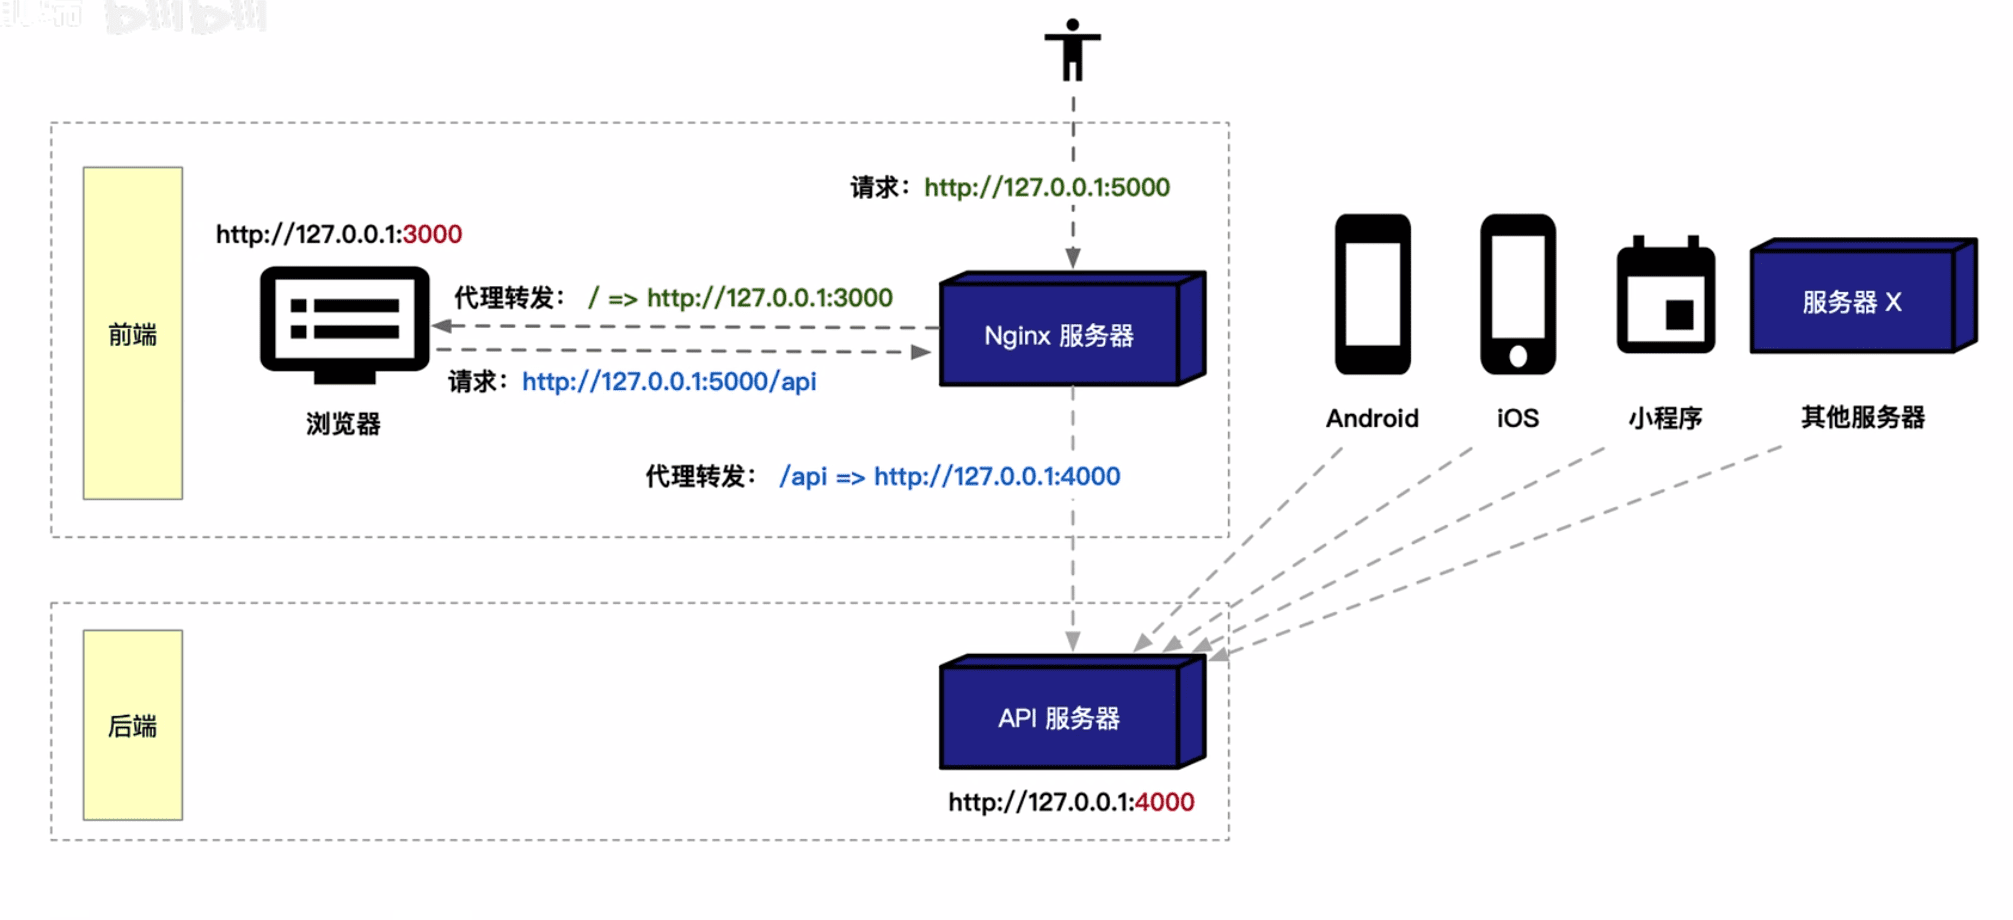 请求：http://127.0.0.1:5000
http://127.0.0.1:3000
代理转发： / => http://127.0.0.1:3000
前端
Nginx 服务器
服务器 X
请求：http://127.0.0.1:5000/api
浏览器
Android
iOS
小程序
其他服务器
代理转发： /api => http://127.0.0.1:4000
后端
API 服务器
http://127.0.0.1:4000